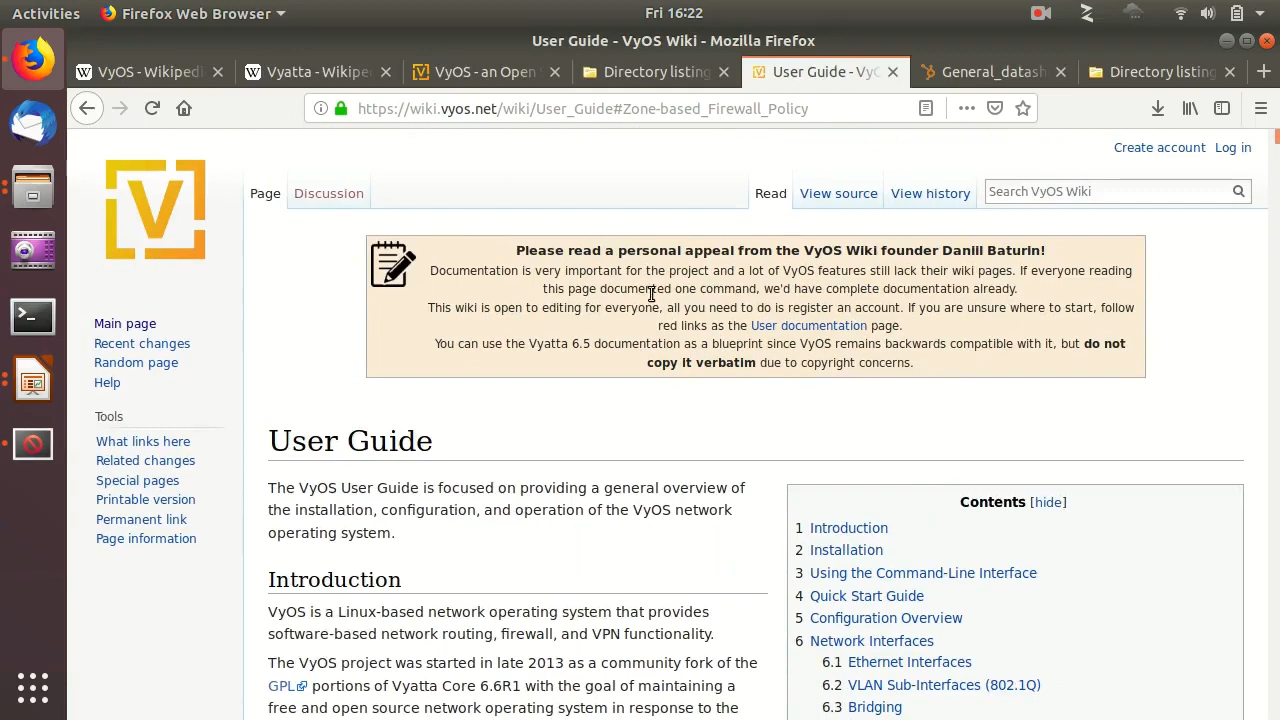 Activities Firefox Web Browser Fri 16:22
User Guide - VyOS Wiki - Mozilla Firefox
VyOS - Wikiped Vyatta - Wikipe VyOS - an Open Directory listing User Guide - VyO General_datash Directory listing
https://wiki.vyos.net/wiki/User_Guide#Zone-based_Firewall_Policy
Create account Log in
Page Discussion Read View source View history Search VyOS Wiki
V
Please read a personal appeal from the VyOS Wiki founder Daniil Baturin!
Documentation is very important for the project and a lot of VyOS features still lack their wiki pages. If everyone reading
this page documented one command, we'd have complete documentation already.
This wiki is open to editing for everyone, all you need to do is register an account. If you are unsure where to start, follow
red links as the User documentation page.
You can use the Vyatta 6.5 documentation as a blueprint since VyOS remains backwards compatible with it, but do not
copy it verbatim due to copyright concerns.
Main page
Recent changes
Random page
Help
Tools
What links here
Related changes
Special pages
Printable version
Permanent link
Page information
User Guide
The VyOS User Guide is focused on providing a general overview of
the installation, configuration, and operation of the VyOS network
operating system.
Introduction
VyOS is a Linux-based network operating system that provides
software-based network routing, firewall, and VPN functionality.
The VyOS project was started in late 2013 as a community fork of the
GPL portions of Vyatta Core 6.6R1 with the goal of maintaining a
free and open source network operating system in response to the
Contents [hide]
1 Introduction
2 Installation
3 Using the Command-Line Interface
4 Quick Start Guide
5 Configuration Overview
6 Network Interfaces
6.1 Ethernet Interfaces
6.2 VLAN Sub-Interfaces (802.1Q)
6.3 Bridging